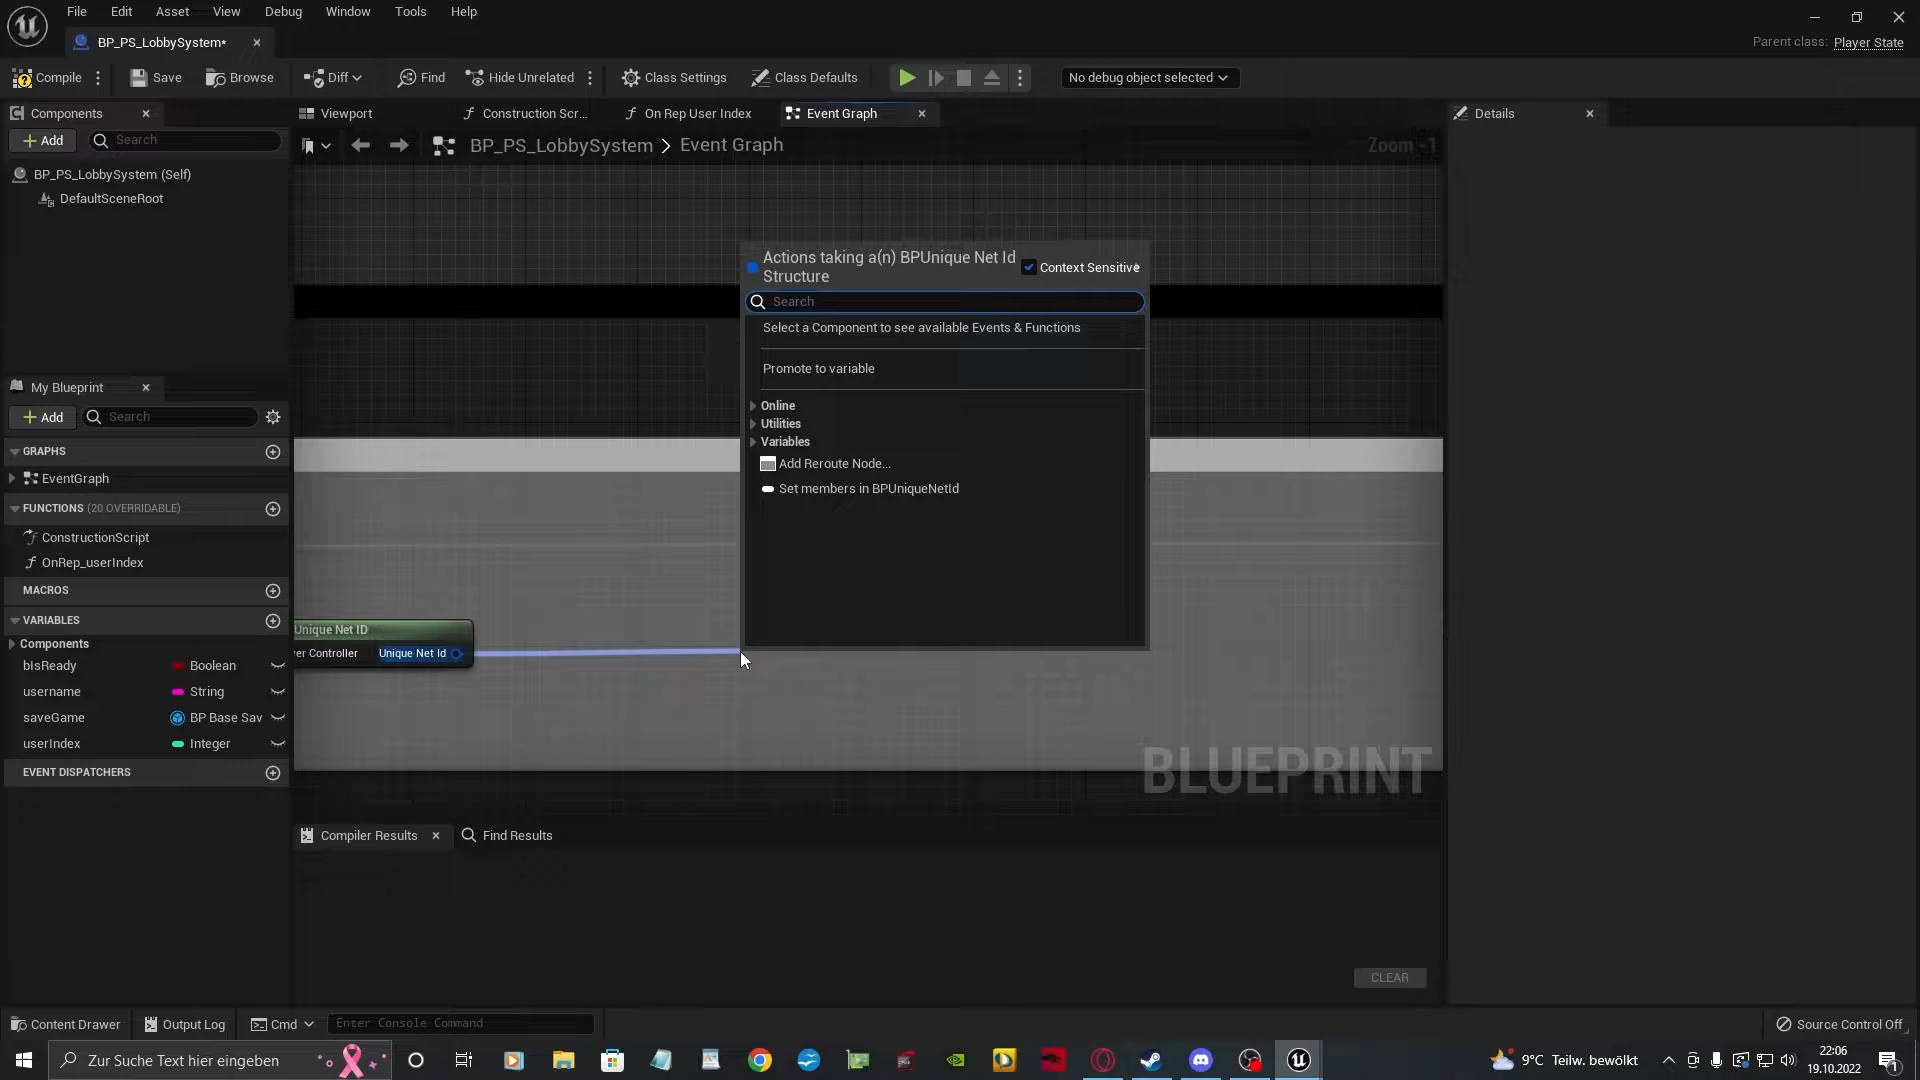 File Edit Asset View Debug Window Tools Help
BP_PS_LobbySystem*
Parent class: Player State
Compile Save Browse Diff Find Hide Unrelated Class Settings Class Defaults No debug object selected
Components
Viewport Construction Scr... On Rep User Index Event Graph
Details
Add Search
BP_PS_LobbySystem > Event Graph
Zoom -1
BP_PS_LobbySystem (Self)
DefaultSceneRoot
Actions taking a(n) BPUnique Net Id
Structure
Context Sensitive
Search
Select a Component to see available Events & Functions
Promote to variable
Online
Utilities
Variables
Add Reroute Node...
Set members in BPUniqueNetId
My Blueprint
Add Search
GRAPHS
EventGraph
FUNCTIONS (20 OVERRIDABLE)
ConstructionScript
OnRep_userIndex
MACROS
VARIABLES
Components
bIsReady Boolean
username String
saveGame BP Base Sav
userIndex Integer
EVENT DISPATCHERS
Unique Net ID
er Controller Unique Net Id
BLUEPRINT
Compiler Results Find Results
CLEAR
Content Drawer Output Log Cmd Enter Console Command
Source Control Off
Zur Suche Text hier eingeben
9°C Teilw. bewölkt
22:06
19.10.2022
1